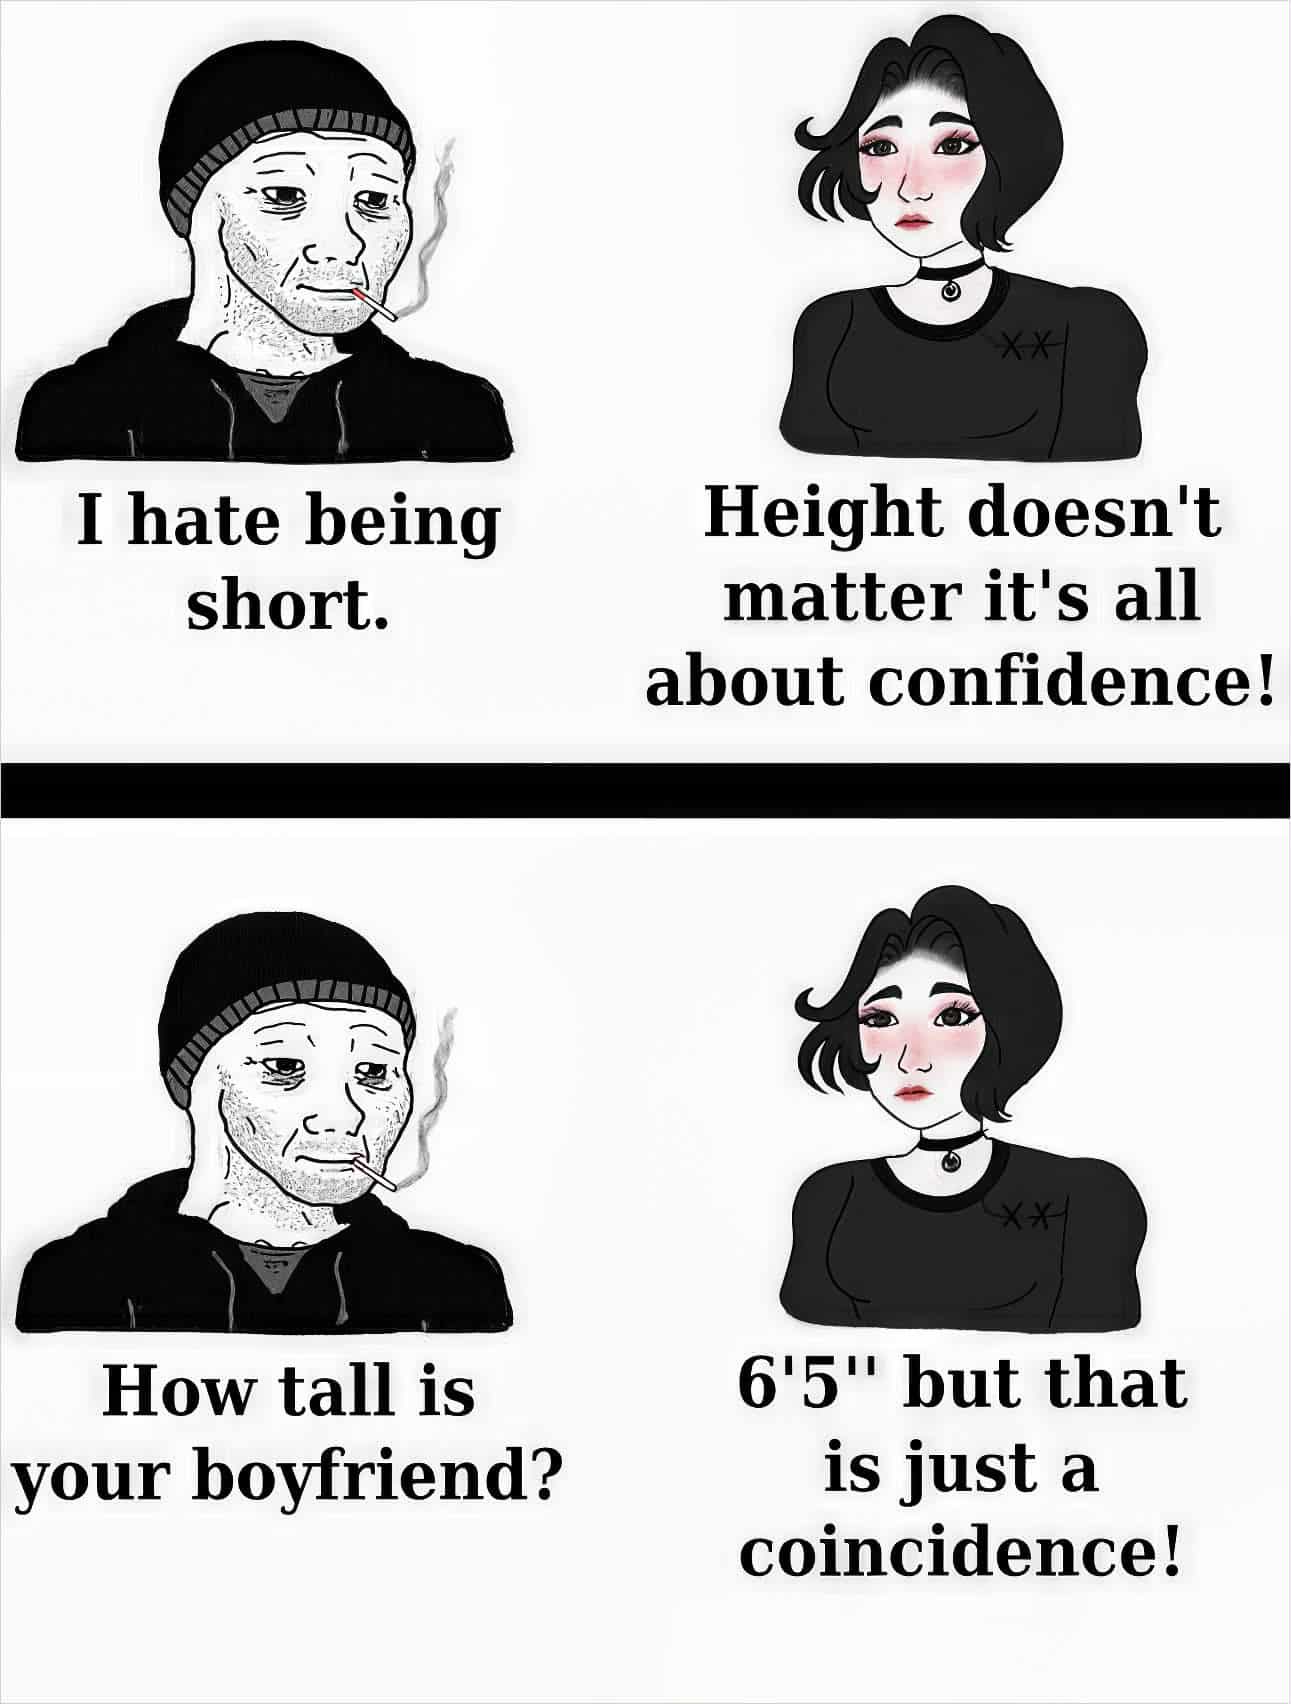 I hate being
short.
Height doesn't
matter it's all
about confidence!
How tall is
your boyfriend?
6'5'' but that
is just a
coincidence!